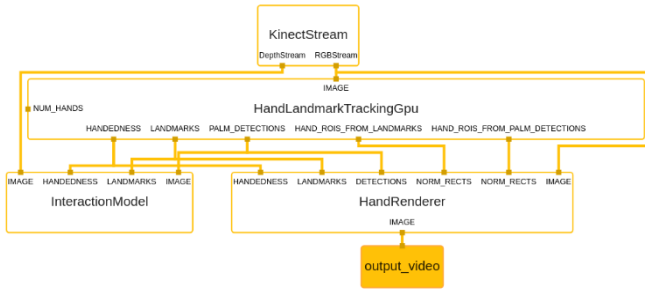 KinectStream
DepthStream RGBStream
IMAGE
NUM_HANDS
HandLandmarkTrackingGpu
HANDEDNESS LANDMARKS PALM_DETECTIONS HAND_ROIS_FROM_LANDMARKS HAND_ROIS_FROM_PALM_DETECTIONS
IMAGE HANDEDNESS LANDMARKS IMAGE HANDEDNESS LANDMARKS DETECTIONS NORM_RECTS NORM_RECTS IMAGE
InteractionModel HandRenderer
IMAGE
output_video